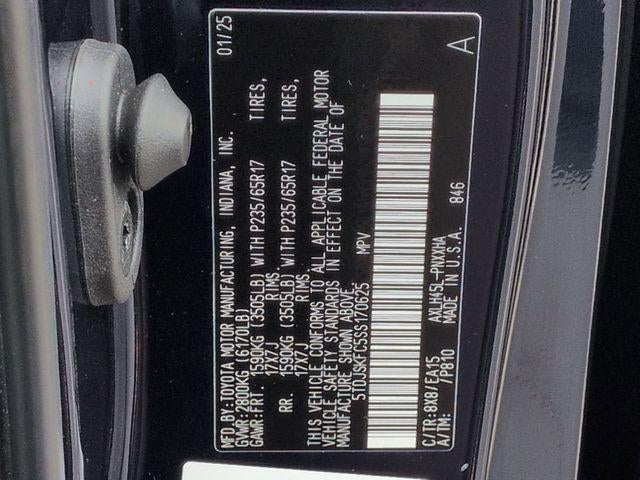 MFD.BY:TOYOTA MOTOR MANUFACTURING, INDIANA, INC. 01/25
GVWR:2800KG (6170LB)
GAWR:FRT. 1590KG (3505LB) WITH P235/65R17 TIRES,
17X7J RIMS.
RR. 1590KG (3505LB) WITH P235/65R17 TIRES,
17X7J RIMS.
THIS VEHICLE CONFORMS TO ALL APPLICABLE FEDERAL MOTOR
VEHICLE SAFETY STANDARDS IN EFFECT ON THE DATE OF
MANUFACTURE SHOWN ABOVE.
5TDJSKFC5SS170625 MPV
C/TR:8X8/EA15 AXLH45L-PNXXHA
A/TM: /P810 MADE IN U.S.A. 846
A